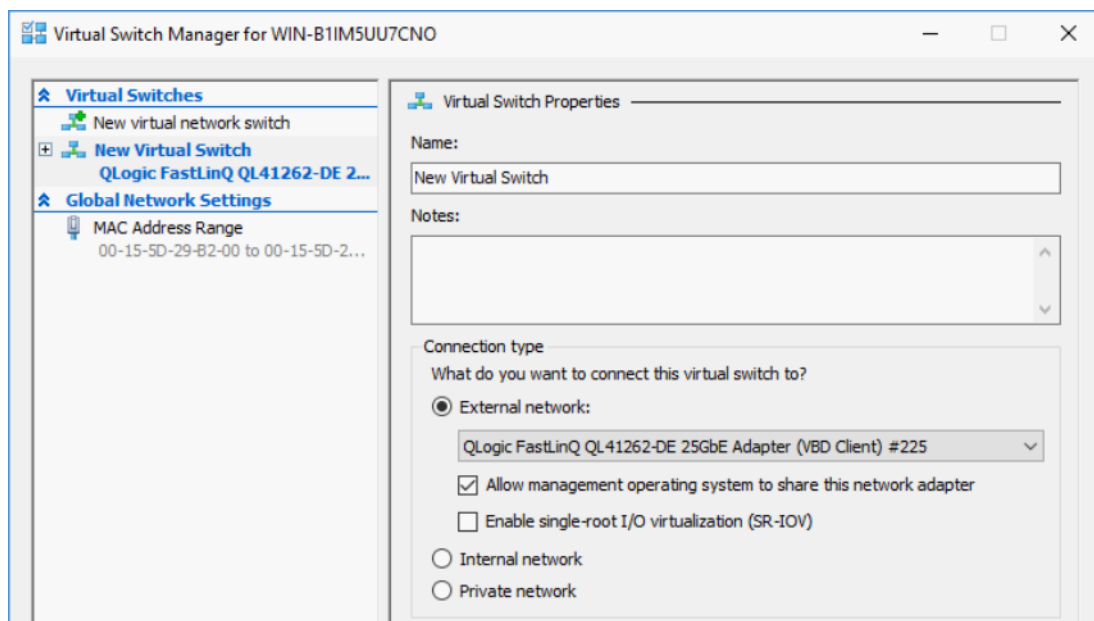 Virtual Switch Manager for WIN-B1IM5UU7CNO
Virtual Switches
New virtual network switch
New Virtual Switch
QLogic FastLinQ QL41262-DE 2...
Global Network Settings
MAC Address Range
00-15-5D-29-B2-00 to 00-15-5D-2...
Virtual Switch Properties
Name:
New Virtual Switch
Notes:
Connection type
What do you want to connect this virtual switch to?
External network:
QLogic FastLinQ QL41262-DE 25GbE Adapter (VBD Client) #225
Allow management operating system to share this network adapter
Enable single-root I/O virtualization (SR-IOV)
Internal network
Private network